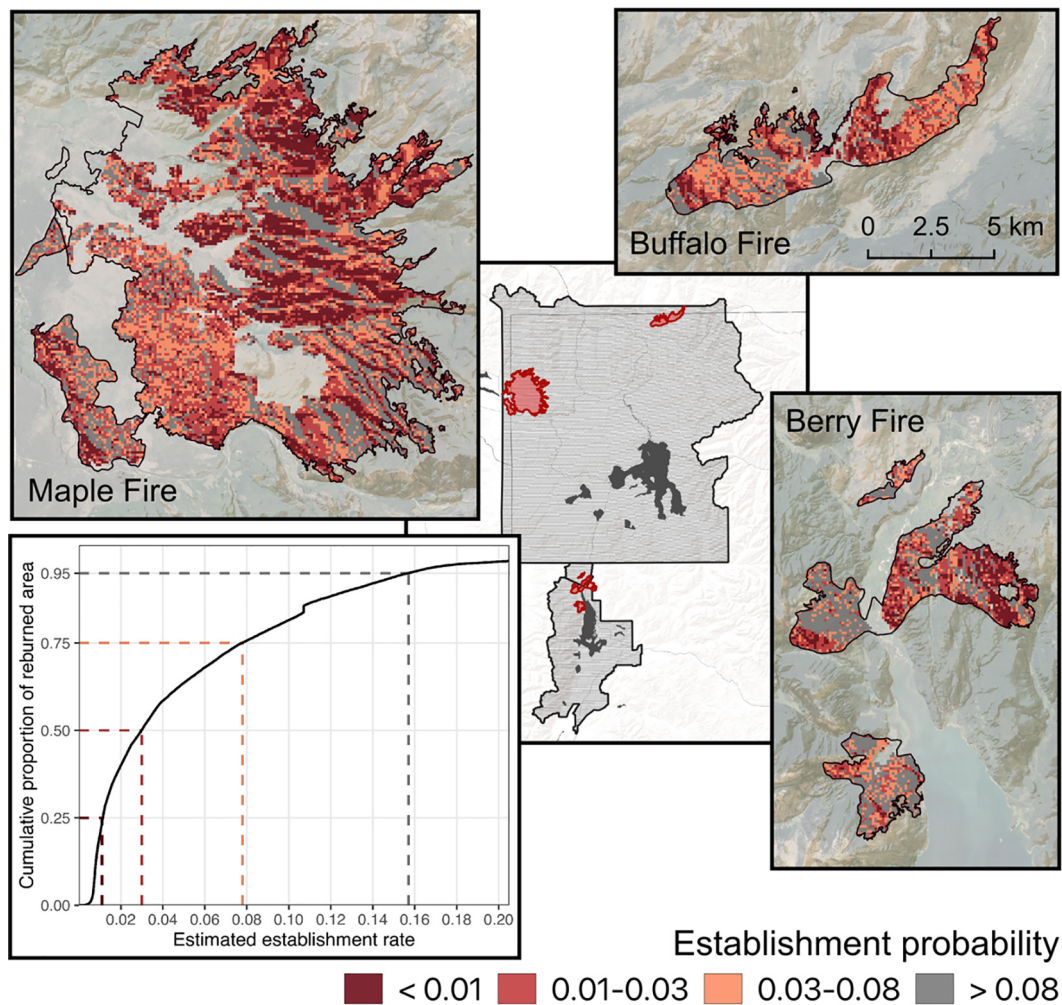 Maple Fire
Buffalo Fire
0 2.5 5 km
Berry Fire
Cumulative proportion of reburned area
0.95
0.75
0.50
0.25
0.00
0.02 0.04 0.06 0.08 0.10 0.12 0.14 0.16 0.18 0.20
Estimated establishment rate
Establishment probability
< 0.01 0.01-0.03 0.03-0.08 > 0.08